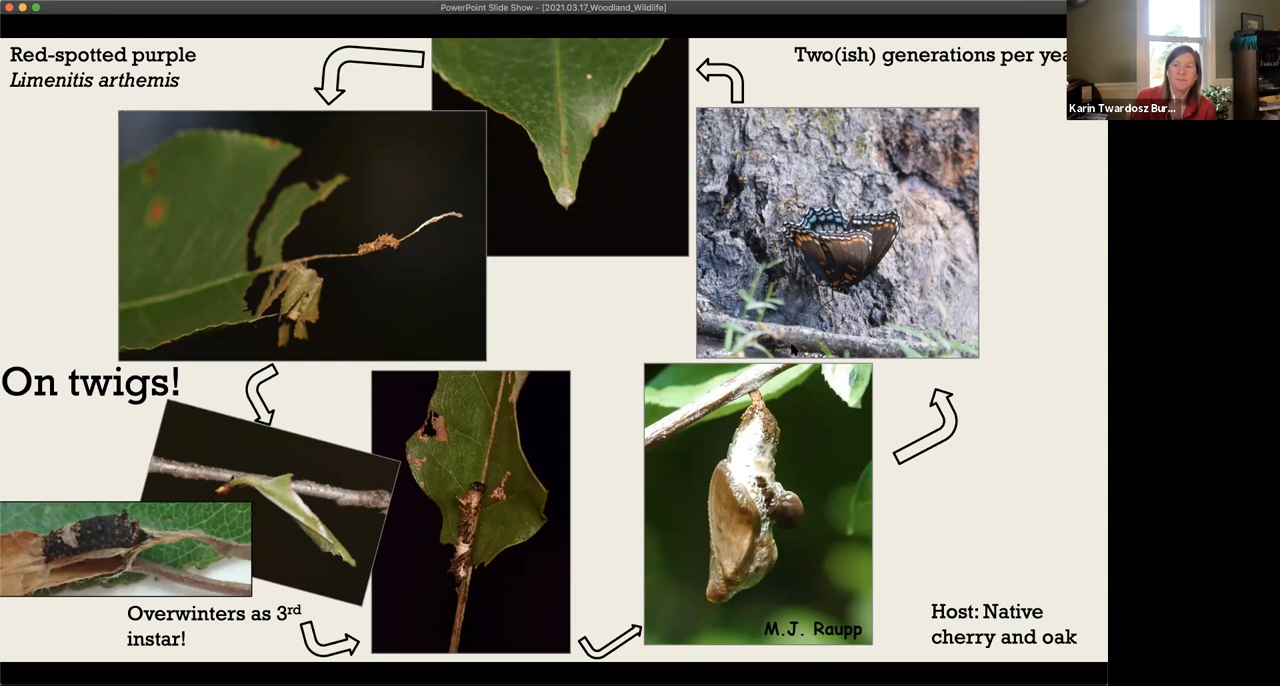 PowerPoint Slide Show - [2021.03.17_Woodland_Wildlife]
Red-spotted purple
Limenitis arthemis
Two(ish) generations per yea
Karin Twardosz Bur...
On twigs!
Overwinters as 3rd
instar!
M.J. Raupp
Host: Native
cherry and oak